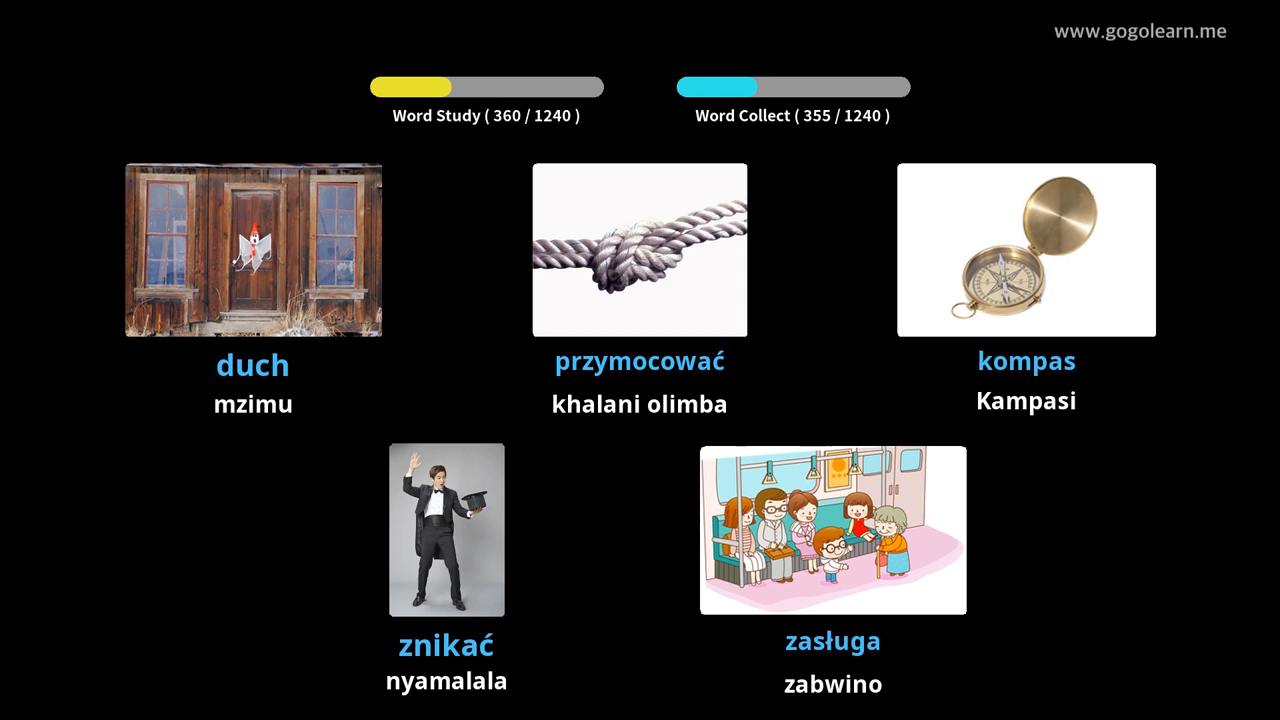 www.gogolearn.me
Word Study ( 360 / 1240 )
Word Collect ( 355 / 1240 )
duch
mzimu
przymocować
khalani olimba
kompas
Kampasi
znikać
nyamalala
zasługa
zabwino